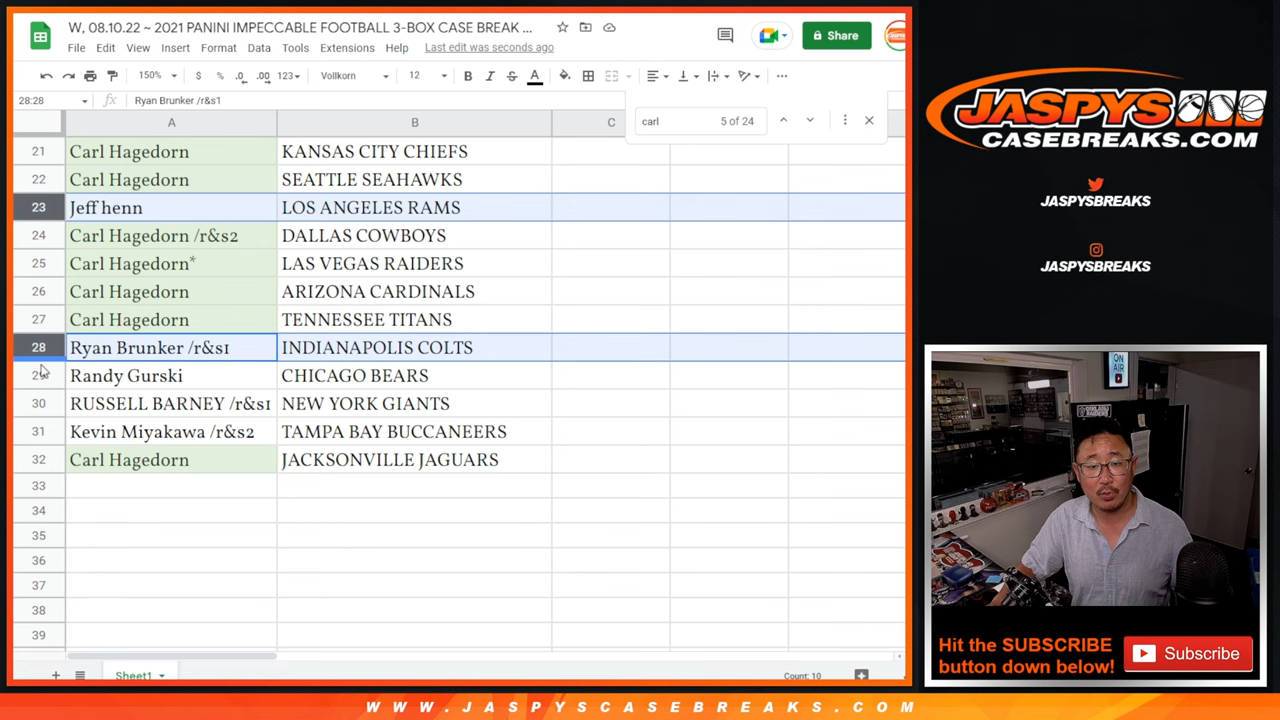 W, 08.10.22 ~ 2021 PANINI IMPECCABLE FOOTBALL 3-BOX CASE BREAK ...
File Edit View Insert Format Data Tools Extensions Help Last edit was seconds ago
Share
150% $ % .0 .00 123 Vollkorn 12 B I S A
28:28 fx Ryan Brunker /r&s1
carl 5 of 24
A B C
21 Carl Hagedorn KANSAS CITY CHIEFS
22 Carl Hagedorn SEATTLE SEAHAWKS
23 Jeff henn LOS ANGELES RAMS
24 Carl Hagedorn /r&s2 DALLAS COWBOYS
25 Carl Hagedorn* LAS VEGAS RAIDERS
26 Carl Hagedorn ARIZONA CARDINALS
27 Carl Hagedorn TENNESSEE TITANS
28 Ryan Brunker /r&s1 INDIANAPOLIS COLTS
29 Randy Gurski CHICAGO BEARS
30 RUSSELL BARNEY /r&s1 NEW YORK GIANTS
31 Kevin Miyakawa /r&s2 TAMPA BAY BUCCANEERS
32 Carl Hagedorn JACKSONVILLE JAGUARS
33
34
35
36
37
38
39
Sheet1
Count: 10
JASPYS
CASEBREAKS.COM
JASPYSBREAKS
JASPYSBREAKS
ON AIR
Hit the SUBSCRIBE
button down below!
Subscribe
WWW.JASPYSCASEBREAKS.COM